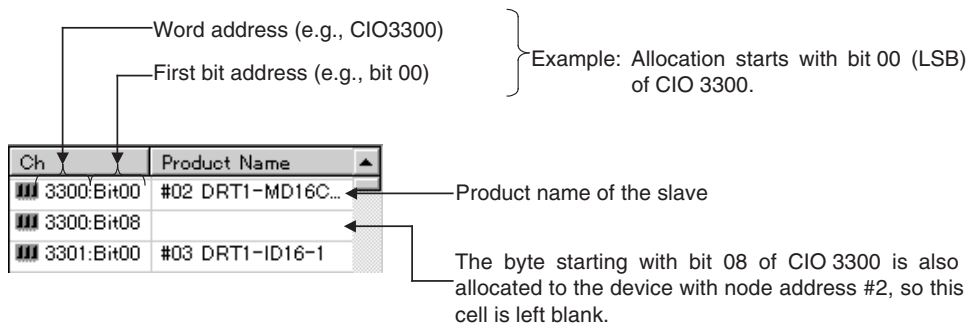 Word address (e.g., CIO3300)
First bit address (e.g., bit 00)
Example: Allocation starts with bit 00 (LSB)
of CIO 3300.
Ch Product Name
3300:Bit00 #02 DRT1-MD16C...
3300:Bit08
3301:Bit00 #03 DRT1-ID16-1
Product name of the slave
The byte starting with bit 08 of CIO 3300 is also
allocated to the device with node address #2, so this
cell is left blank.